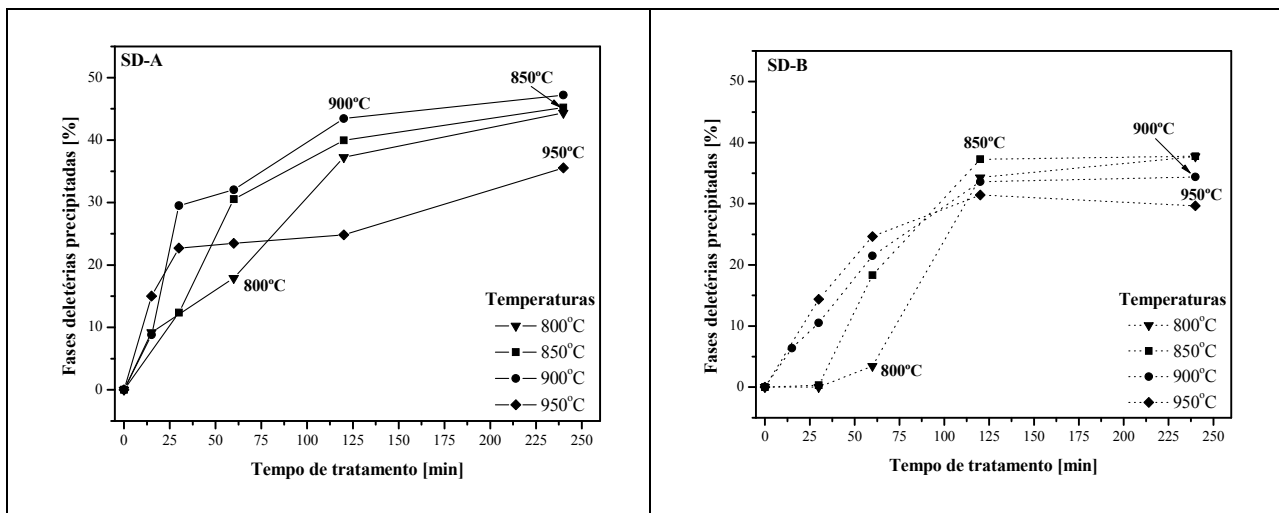 SD-A
Fases deletérias precipitadas [%]
50
40
30
20
10
0
900ºC
850ºC
950ºC
800ºC
Temperaturas
800°C
850°C
900°C
950°C
0 25 50 75 100 125 150 175 200 225 250
Tempo de tratamento [min]
SD-B
Fases deletérias precipitadas [%]
50
40
30
20
10
0
850ºC
900ºC
950ºC
800ºC
Temperaturas
800°C
850°C
900°C
950°C
0 25 50 75 100 125 150 175 200 225 250
Tempo de tratamento [min]